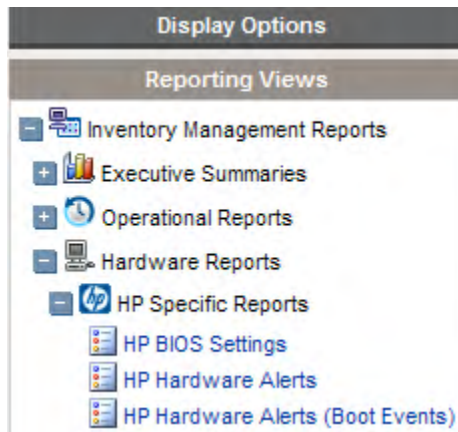 Display Options
Reporting Views
Inventory Management Reports
Executive Summaries
Operational Reports
Hardware Reports
hp HP Specific Reports
HP BIOS Settings
HP Hardware Alerts
HP Hardware Alerts (Boot Events)